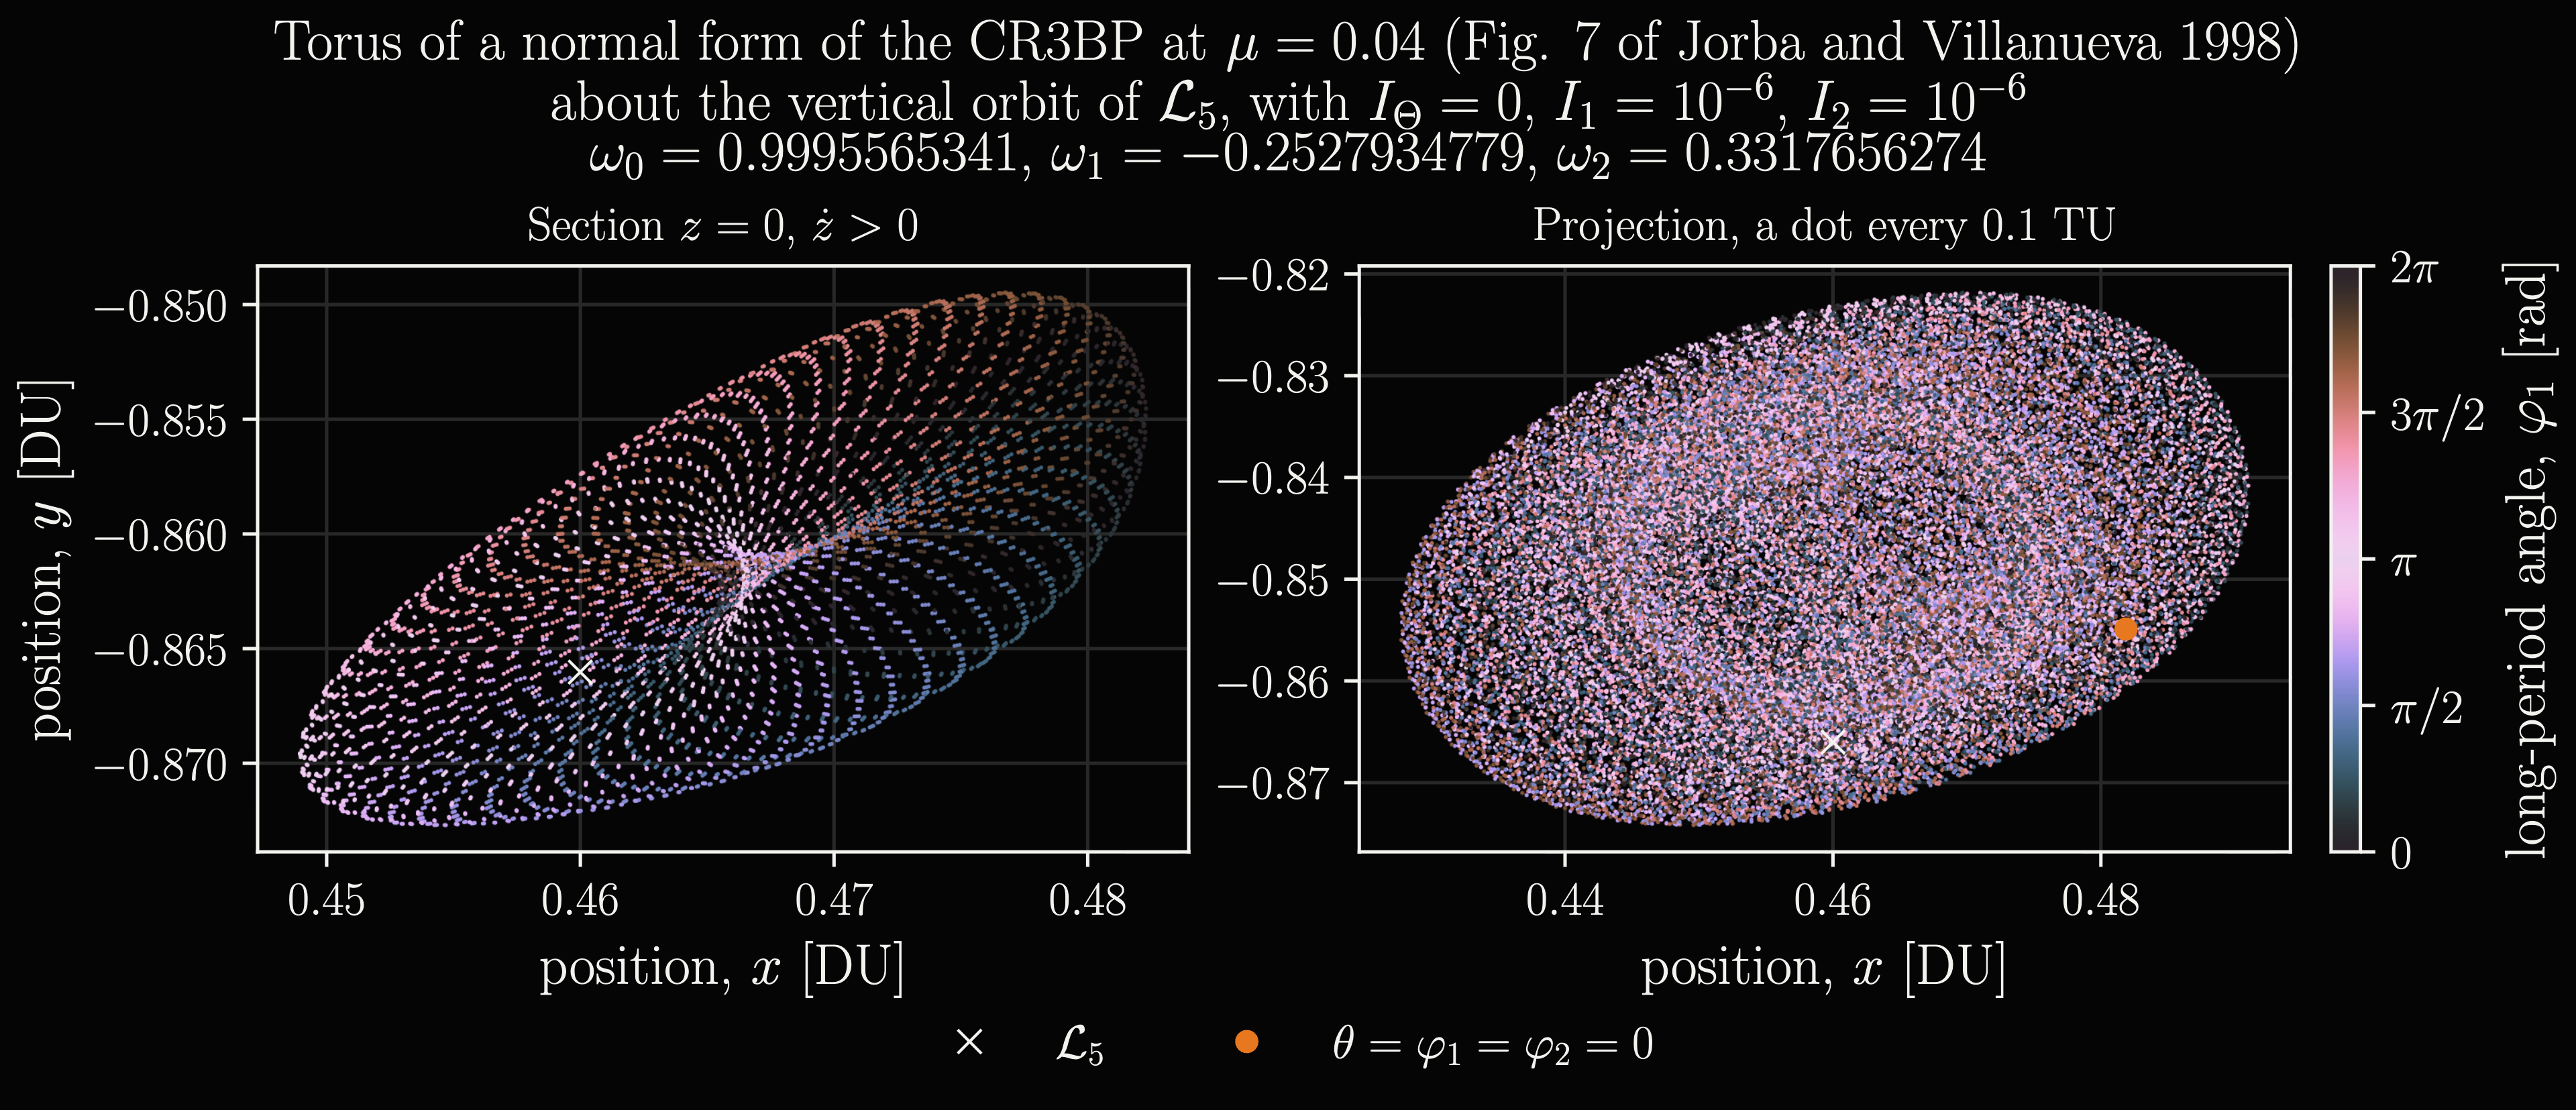 Torus of a normal form of the CR3BP at μ = 0.04 (Fig. 7 of Jorba and Villanueva 1998)
about the vertical orbit of 𝓛₅, with I_Θ = 0, I₁ = 10⁻⁶, I₂ = 10⁻⁶
ω₀ = 0.9995565341, ω₁ = −0.2527934779, ω₂ = 0.3317656274
Section z = 0, ż > 0
position, y [DU]
−0.850
−0.855
−0.860
−0.865
−0.870
0.45
0.46
0.47
0.48
position, x [DU]
Projection, a dot every 0.1 TU
−0.82
−0.83
−0.84
−0.85
−0.86
−0.87
0.44
0.46
0.48
position, x [DU]
2π
3π/2
π
π/2
0
long-period angle, φ₁ [rad]
𝓛₅
θ = φ₁ = φ₂ = 0